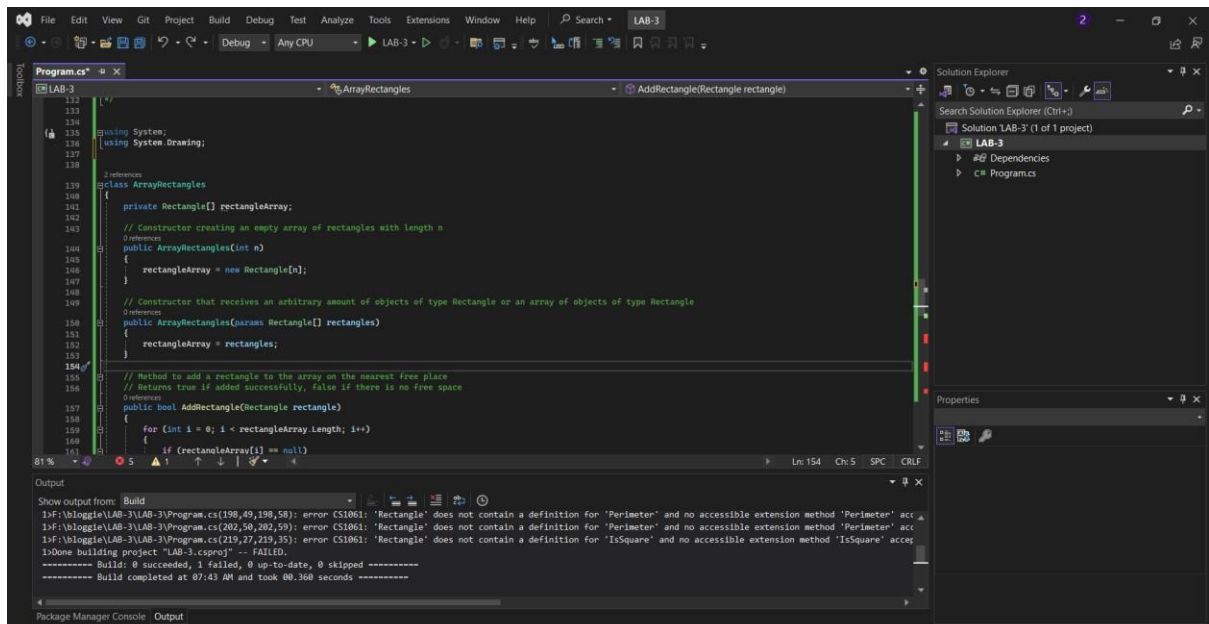 File Edit View Git Project Build Debug Test Analyze Tools Extensions Window Help Search LAB-3 2
Debug Any CPU LAB-3
Toolbox
Program.cs*
LAB-3 ArrayRectangles AddRectangle(Rectangle rectangle)
132 */
133
134
135 using System;
136 using System.Drawing;
137
138
2 references
139 class ArrayRectangles
140 {
141 private Rectangle[] rectangleArray;
142
143 // Constructor creating an empty array of rectangles with length n
0 references
144 public ArrayRectangles(int n)
145 {
146 rectangleArray = new Rectangle[n];
147 }
148
149 // Constructor that receives an arbitrary amount of objects of type Rectangle or an array of objects of type Rectangle
0 references
150 public ArrayRectangles(params Rectangle[] rectangles)
151 {
152 rectangleArray = rectangles;
153 }
154
155 // Method to add a rectangle to the array on the nearest free place
156 // Returns true if added successfully, false if there is no free space
0 references
157 public bool AddRectangle(Rectangle rectangle)
158 {
159 for (int i = 0; i < rectangleArray.Length; i++)
160 {
161 if (rectangleArray[i] == null)
81 % 5 1 Ln: 154 Ch: 5 SPC CRLF
Output
Show output from: Build
1>F:\bloggie\LAB-3\LAB-3\Program.cs(198,49,198,58): error CS1061: 'Rectangle' does not contain a definition for 'Perimeter' and no accessible extension method 'Perimeter' acc
1>F:\bloggie\LAB-3\LAB-3\Program.cs(202,50,202,59): error CS1061: 'Rectangle' does not contain a definition for 'Perimeter' and no accessible extension method 'Perimeter' acc
1>F:\bloggie\LAB-3\LAB-3\Program.cs(219,27,219,35): error CS1061: 'Rectangle' does not contain a definition for 'IsSquare' and no accessible extension method 'IsSquare' accep
1>Done building project "LAB-3.csproj" -- FAILED.
========== Build: 0 succeeded, 1 failed, 0 up-to-date, 0 skipped ==========
========== Build completed at 07:43 AM and took 00.360 seconds ==========
Package Manager Console Output
Solution Explorer
Search Solution Explorer (Ctrl+;)
Solution 'LAB-3' (1 of 1 project)
LAB-3
Dependencies
C# Program.cs
Properties